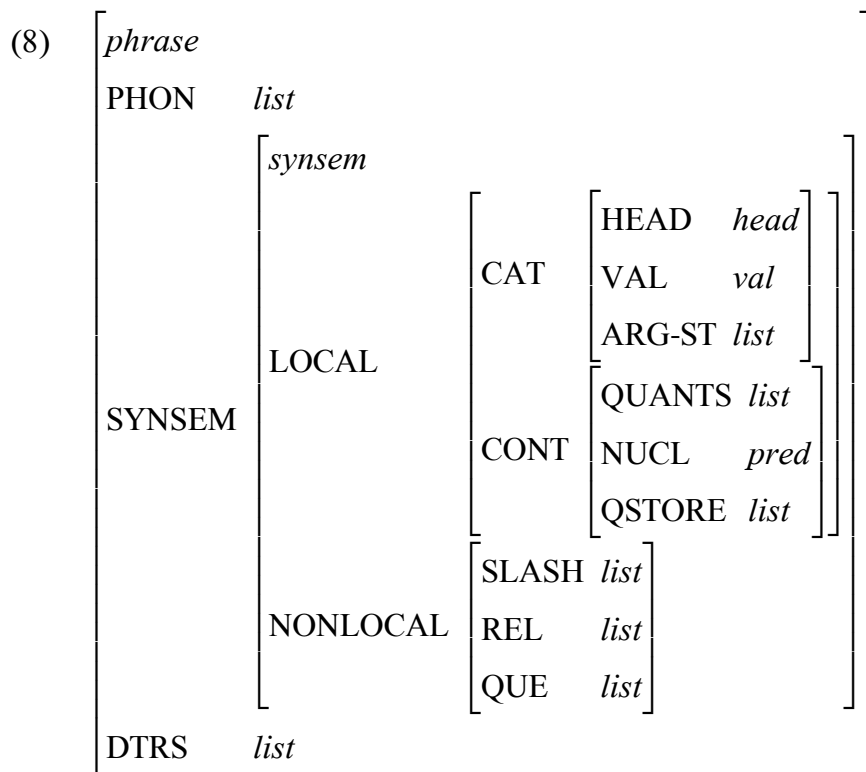 (8) phrase
PHON list
synsem
HEAD head
CAT VAL val
ARG-ST list
LOCAL
QUANTS list
SYNSEM
CONT NUCL pred
QSTORE list
SLASH list
NONLOCAL REL list
QUE list
DTRS list